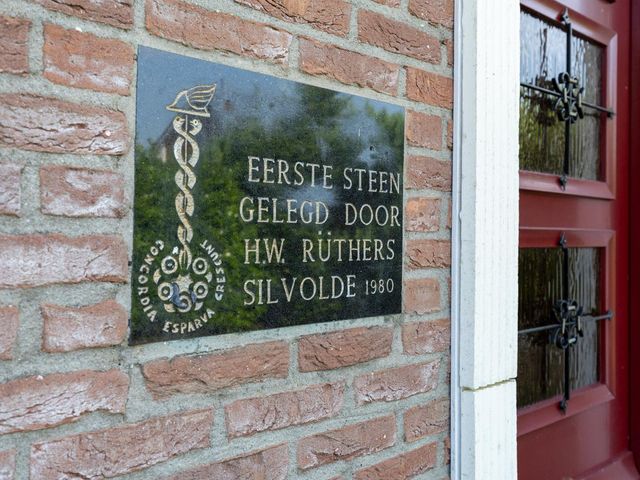 EERSTE STEEN
GELEGD DOOR
H.W. RÜTHERS
SILVOLDE 1980
CONCORDIA ESPARVA CRESCUNT